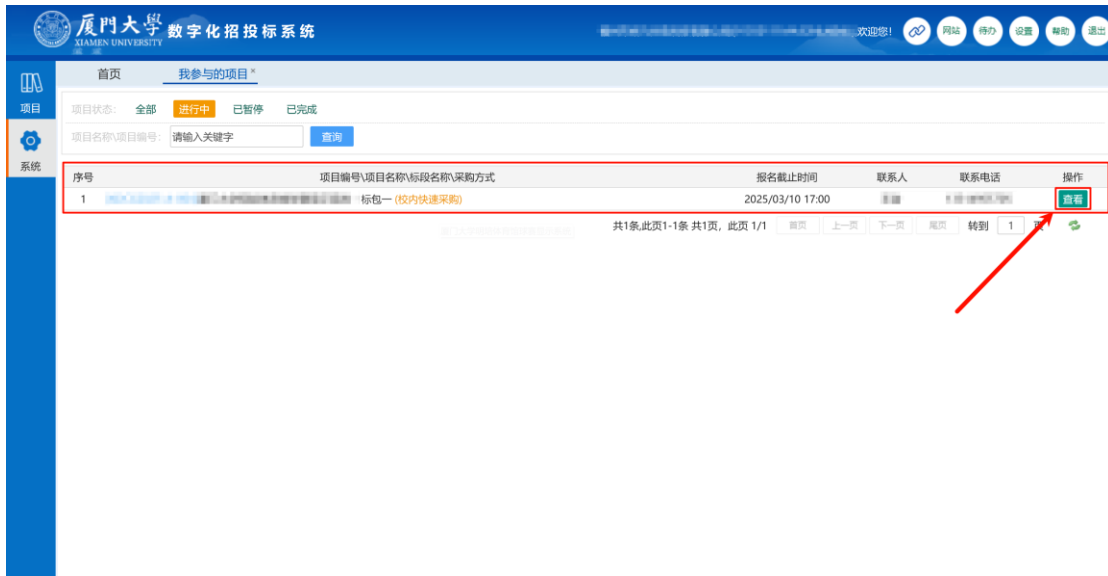 厦門大學 数字化招投标系统 欢迎您! 网站 待办 设置 帮助 退出
XIAMEN UNIVERSITY
首页 我参与的项目 ×
项目
项目状态: 全部 进行中 已暂停 已完成
项目名称\项目编号: 请输入关键字 查询
系统
序号 项目编号\项目名称\标段名称\采购方式 报名截止时间 联系人 联系电话 操作
1 标包一 (校内快速采购) 2025/03/10 17:00 查看
共1条,此页1-1条 共1页, 此页 1/1 首页 上一页 下一页 尾页 转到 1 页